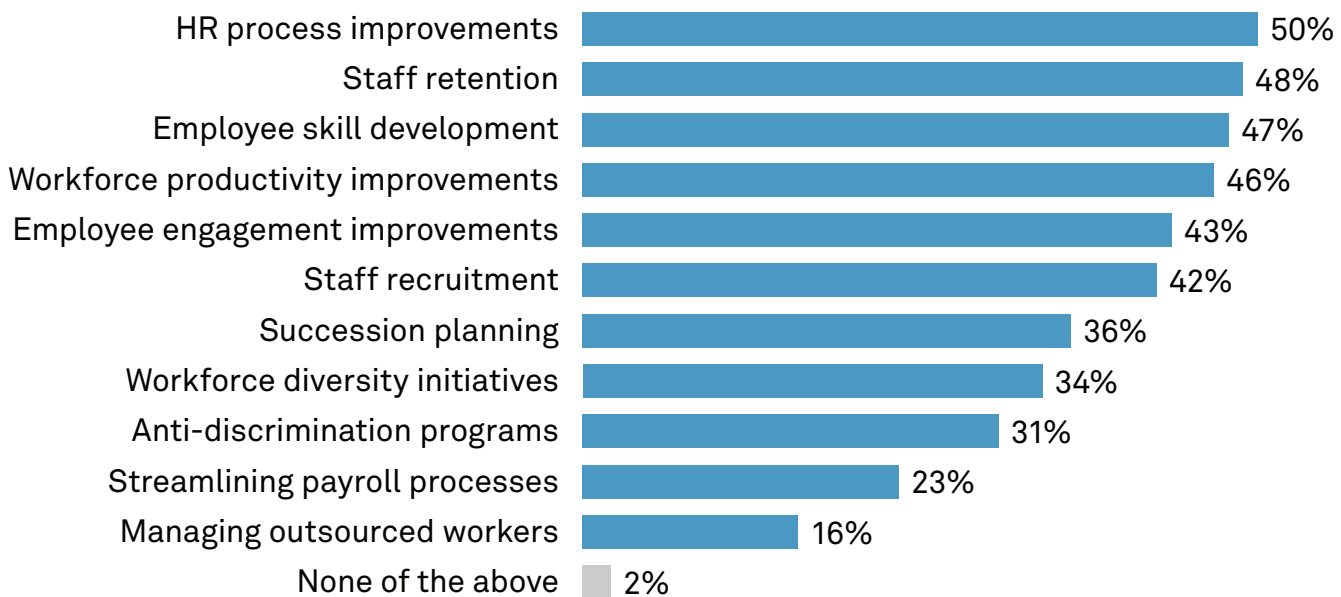 HR process improvements 50%
Staff retention 48%
Employee skill development 47%
Workforce productivity improvements 46%
Employee engagement improvements 43%
Staff recruitment 42%
Succession planning 36%
Workforce diversity initiatives 34%
Anti-discrimination programs 31%
Streamlining payroll processes 23%
Managing outsourced workers 16%
None of the above 2%